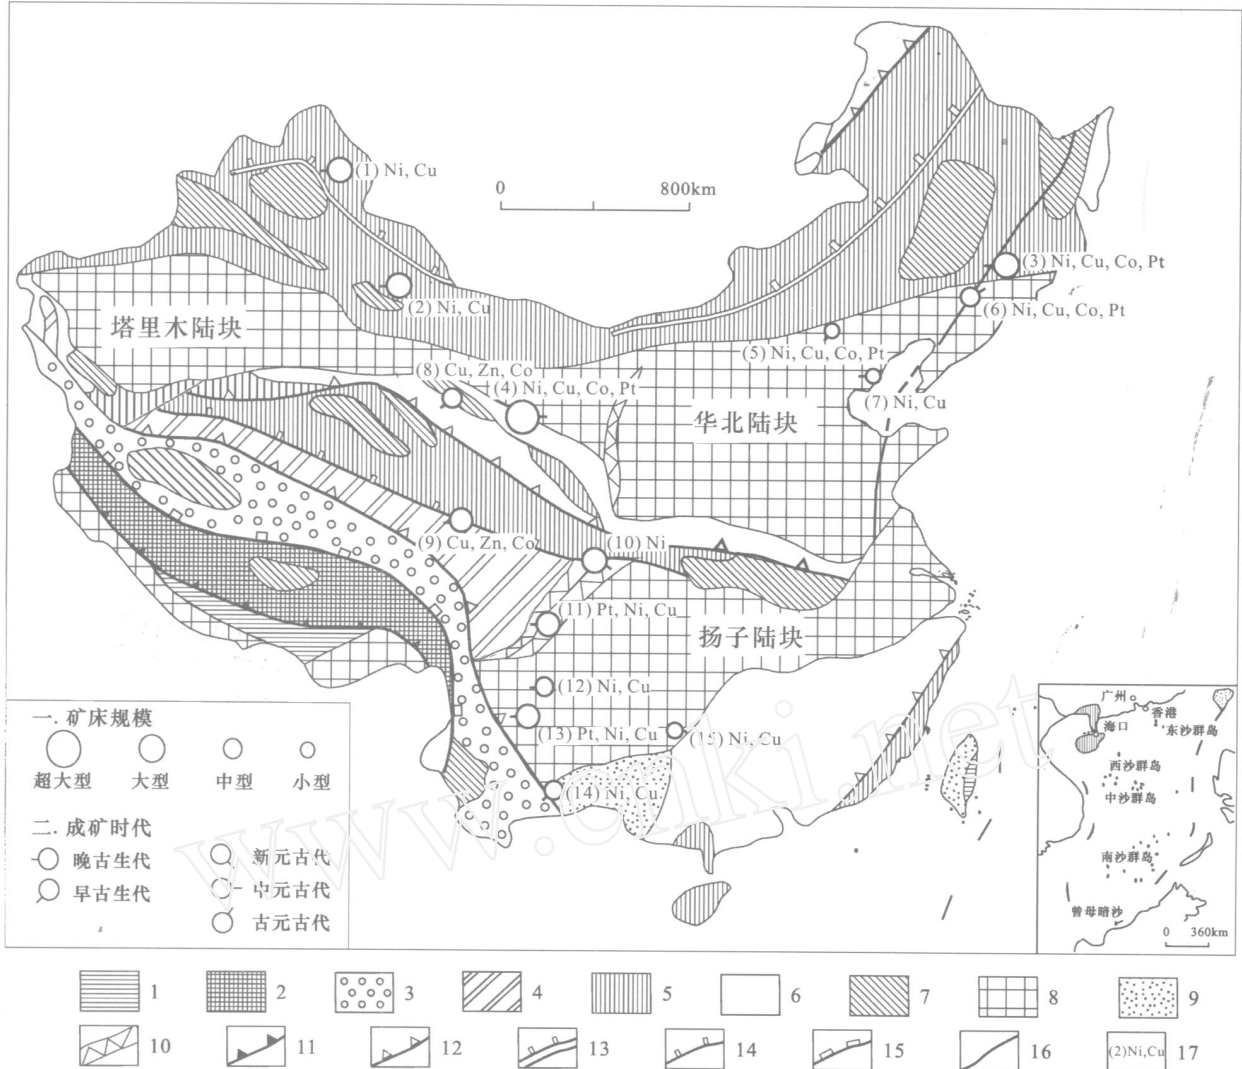 (1) Ni, Cu
0 800km
(3) Ni, Cu, Co, Pt
(2) Ni, Cu
(6) Ni, Cu, Co, Pt
塔里木陆块
(5) Ni, Cu, Co, Pt
(8) Cu, Zn, Co
(4) Ni, Cu, Co, Pt
(7) Ni, Cu
华北陆块
(9) Cu, Zn, Co
(10) Ni
(11) Pt, Ni, Cu
扬子陆块
(12) Ni, Cu
(13) Pt, Ni, Cu
(15) Ni, Cu
(14) Ni, Cu
一. 矿床规模
超大型 大型 中型 小型
二. 成矿时代
晚古生代 新元古代
早古生代 中元古代
古元古代
广州
香港
海口
东沙群岛
西沙群岛
中沙群岛
南沙群岛
曾母暗沙
0 360km
1 2 3 4 5 6 7 8 9
10 11 12 13 14 15 16 (2)Ni,Cu 17
www.cnki.net